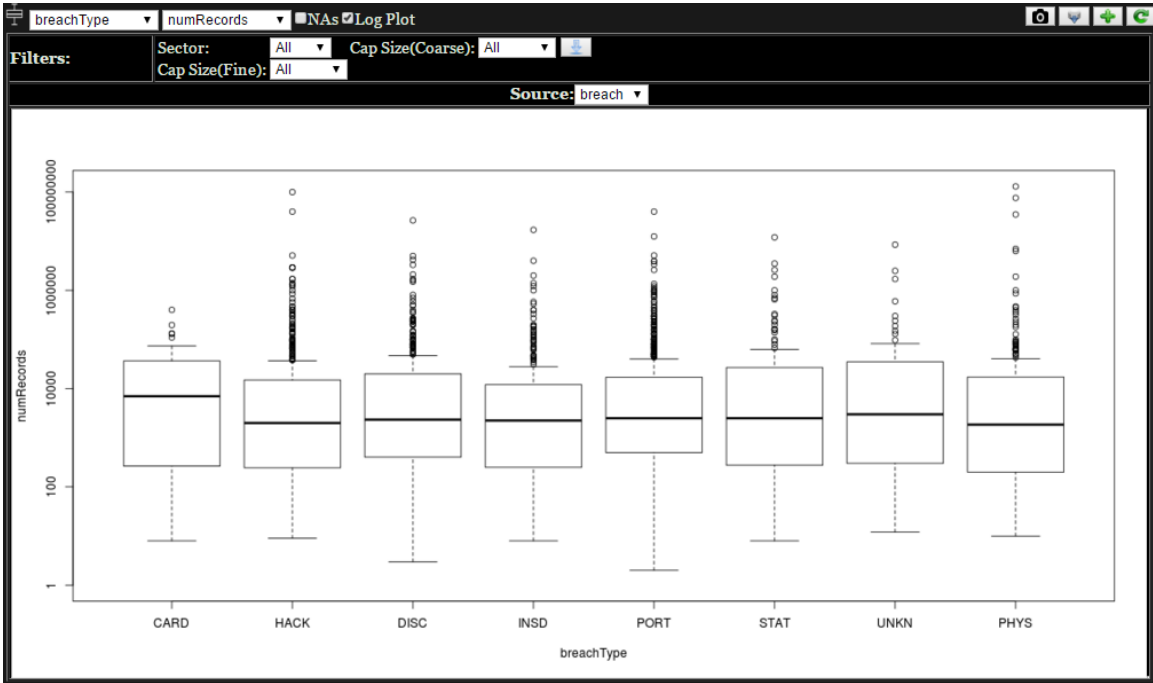 breachType numRecords NAs Log Plot
Filters: Sector: All Cap Size(Coarse): All
Cap Size(Fine): All
Source: breach
numRecords
100000000
1000000
10000
100
1
CARD HACK DISC INSD PORT STAT UNKN PHYS
breachType